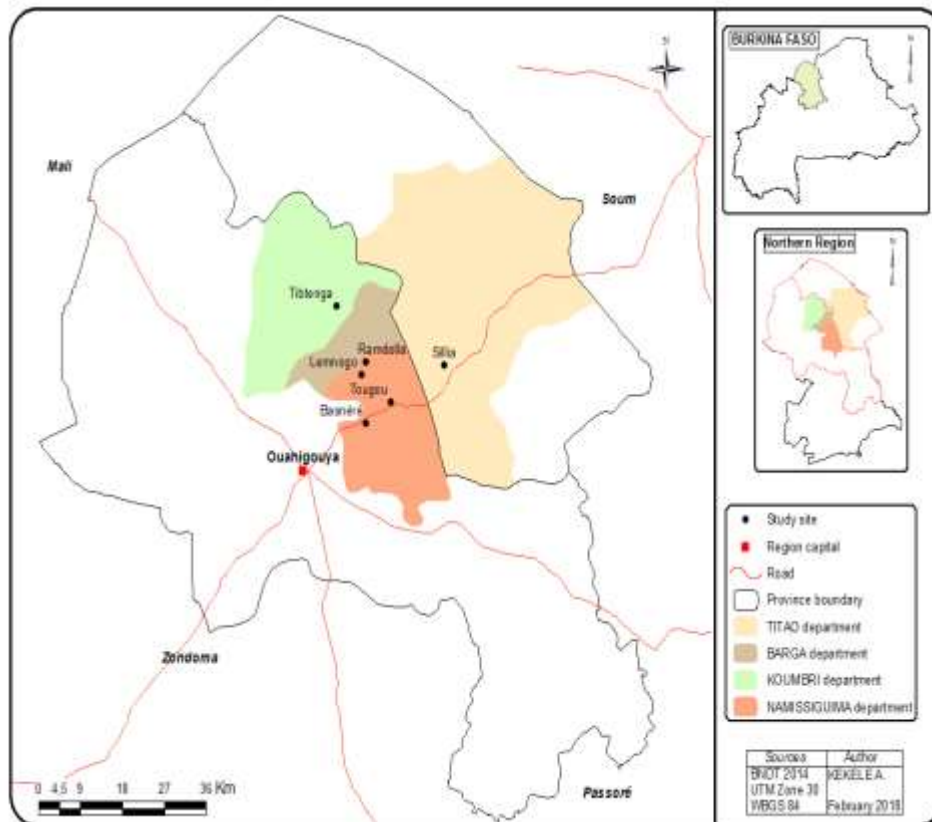 Mali
Soum
Tibtenga
Ramdolla
Lemnogo
Sillia
Tougou
Basnéré
Ouahigouya
Zondoma
Passoré
0 4.5 9 18 27 36 Km
BURKINA FASO
N
Northern Region
N
Study site
Region capital
Road
Province boundary
TITAO department
BARGA department
KOUMBRI department
NAMISSIGUIMA department
Sources Author
BNDT 2014 KEKELE A.
UTM Zone 30
WBGS 84 February 2018